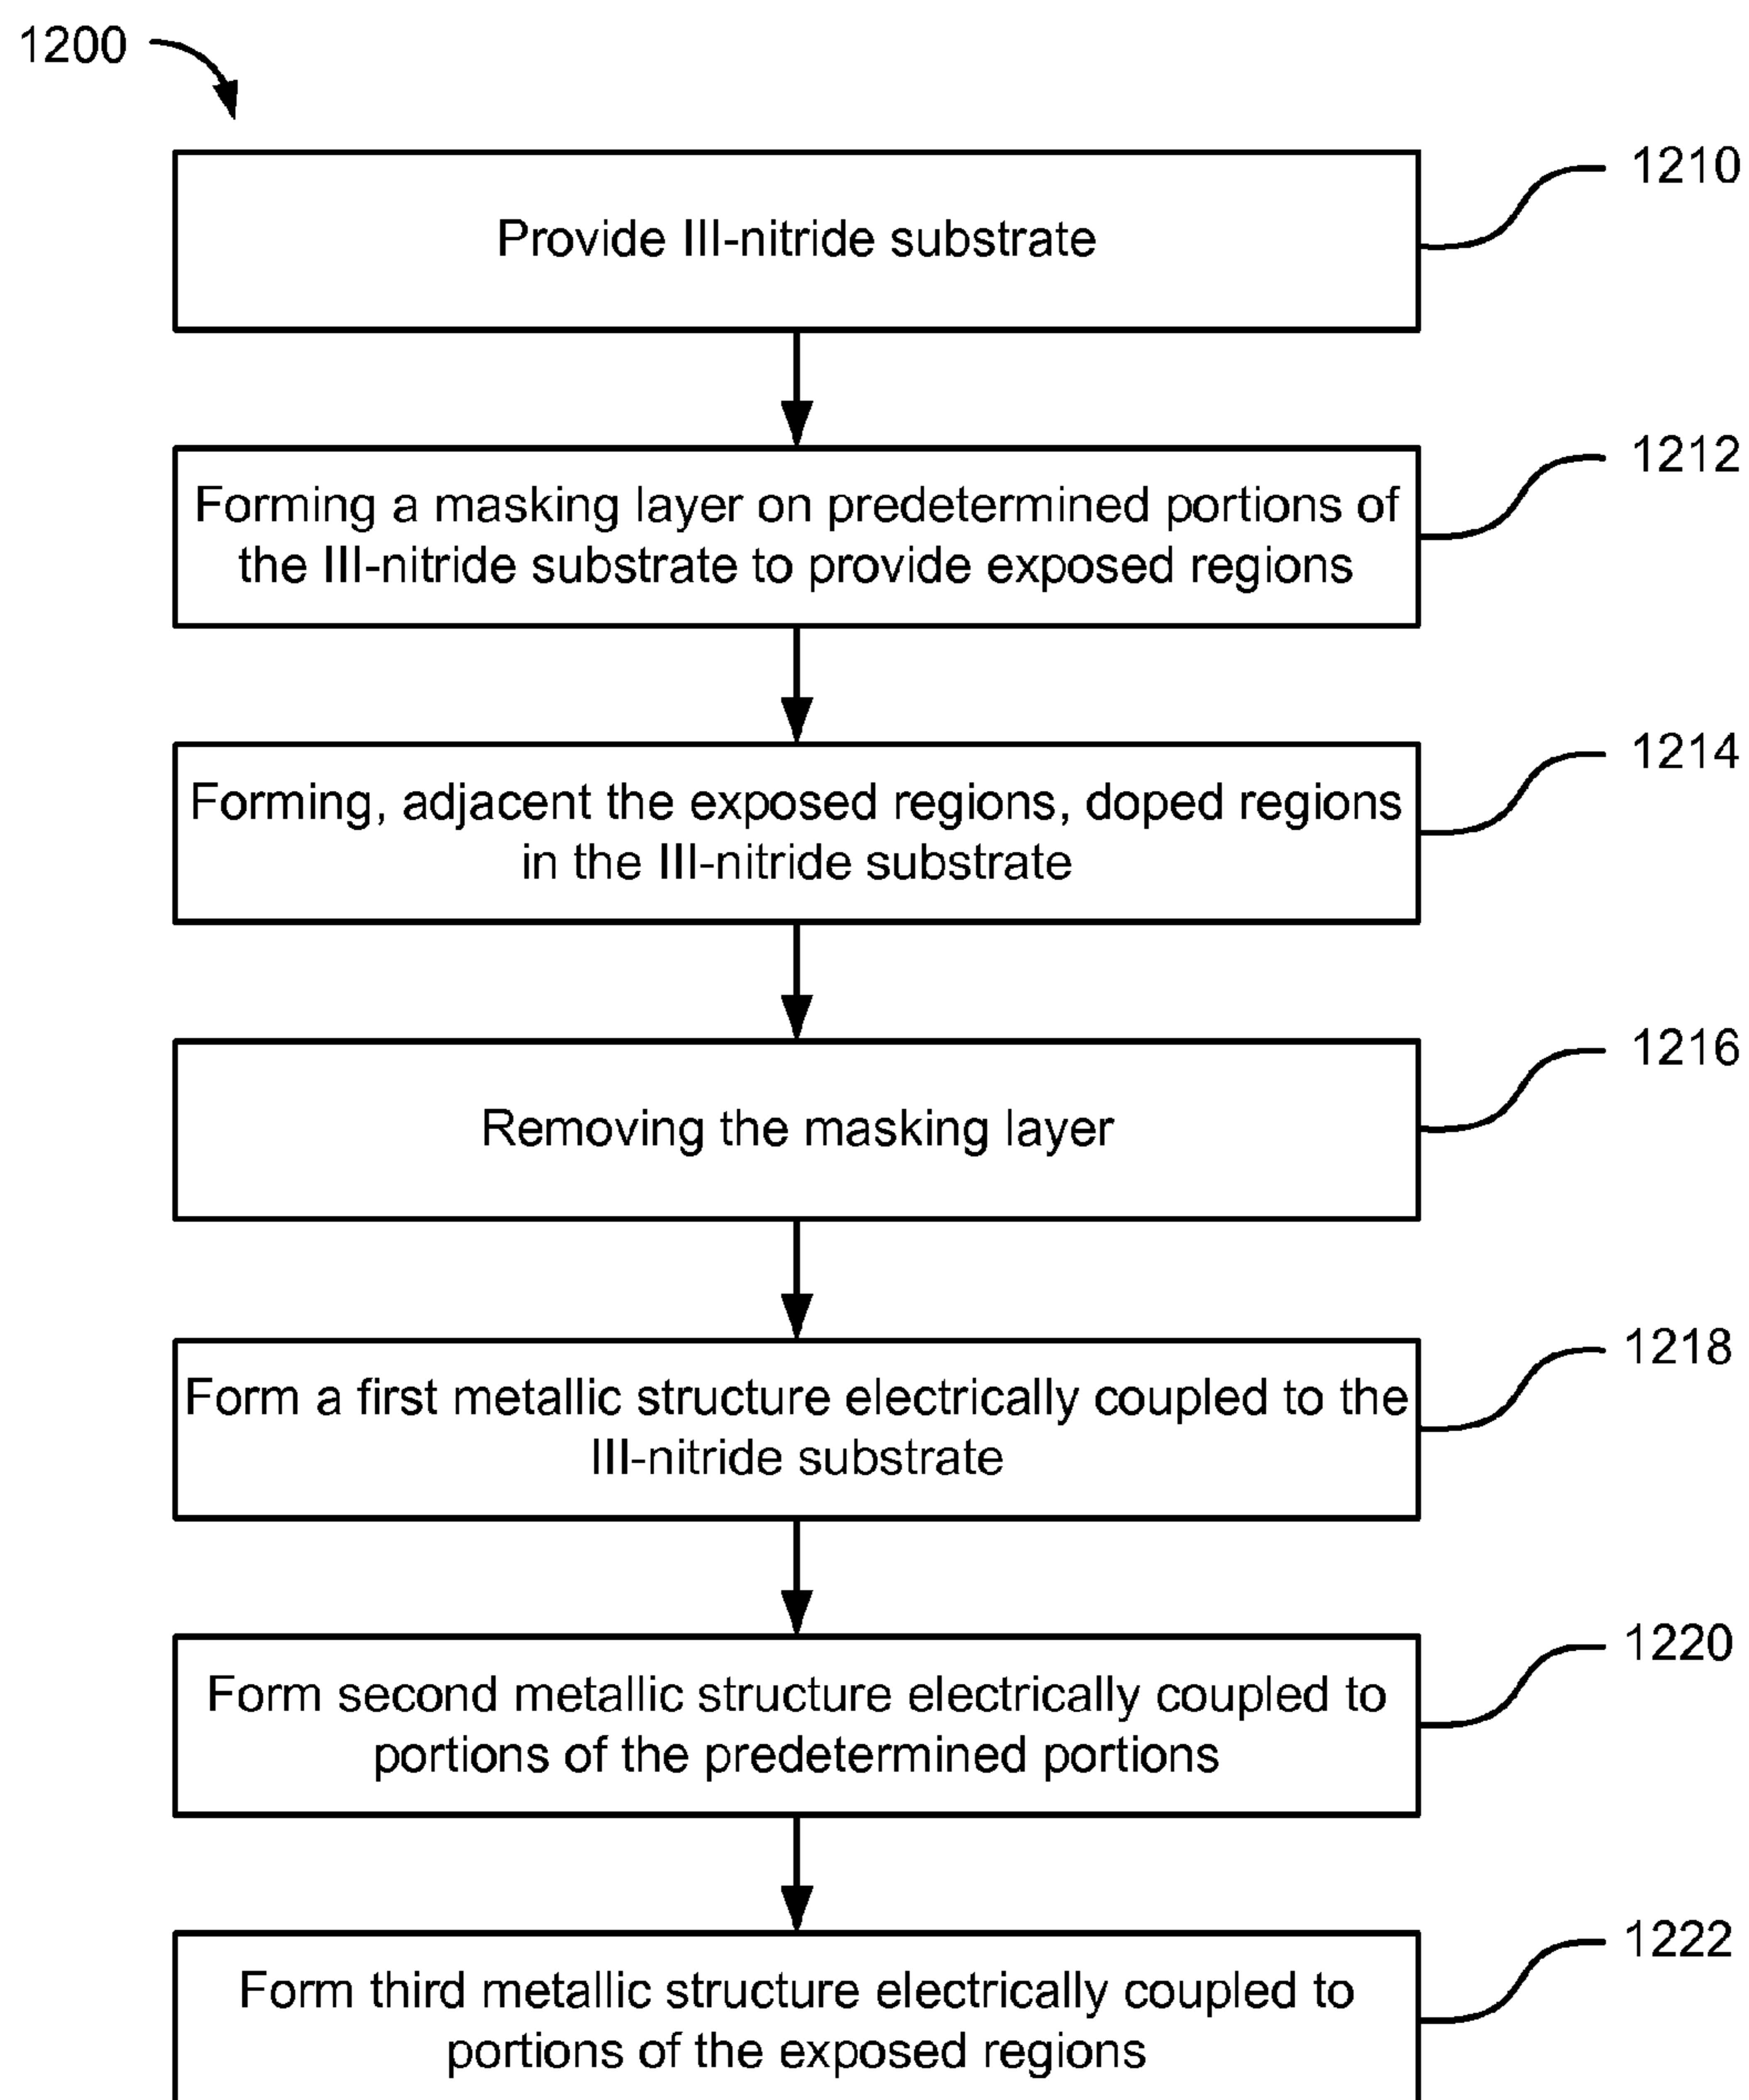 1200
1210
Provide III-nitride substrate
1212
Forming a masking layer on predetermined portions of
the III-nitride substrate to provide exposed regions
1214
Forming, adjacent the exposed regions, doped regions
in the III-nitride substrate
1216
Removing the masking layer
1218
Form a first metallic structure electrically coupled to the
III-nitride substrate
1220
Form second metallic structure electrically coupled to
portions of the predetermined portions
1222
Form third metallic structure electrically coupled to
portions of the exposed regions